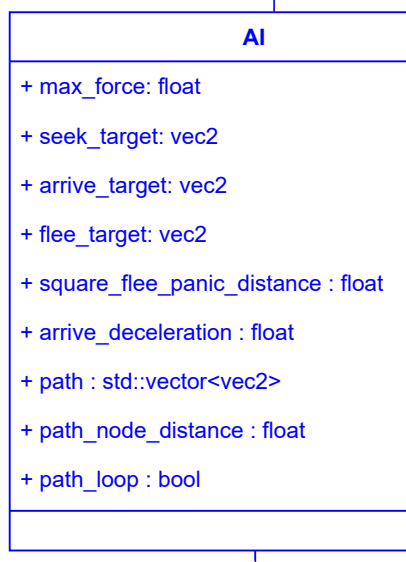 AI
+ max_force: float
+ seek_target: vec2
+ arrive_target: vec2
+ flee_target: vec2
+ square_flee_panic_distance : float
+ arrive_deceleration : float
+ path : std::vector<vec2>
+ path_node_distance : float
+ path_loop : bool